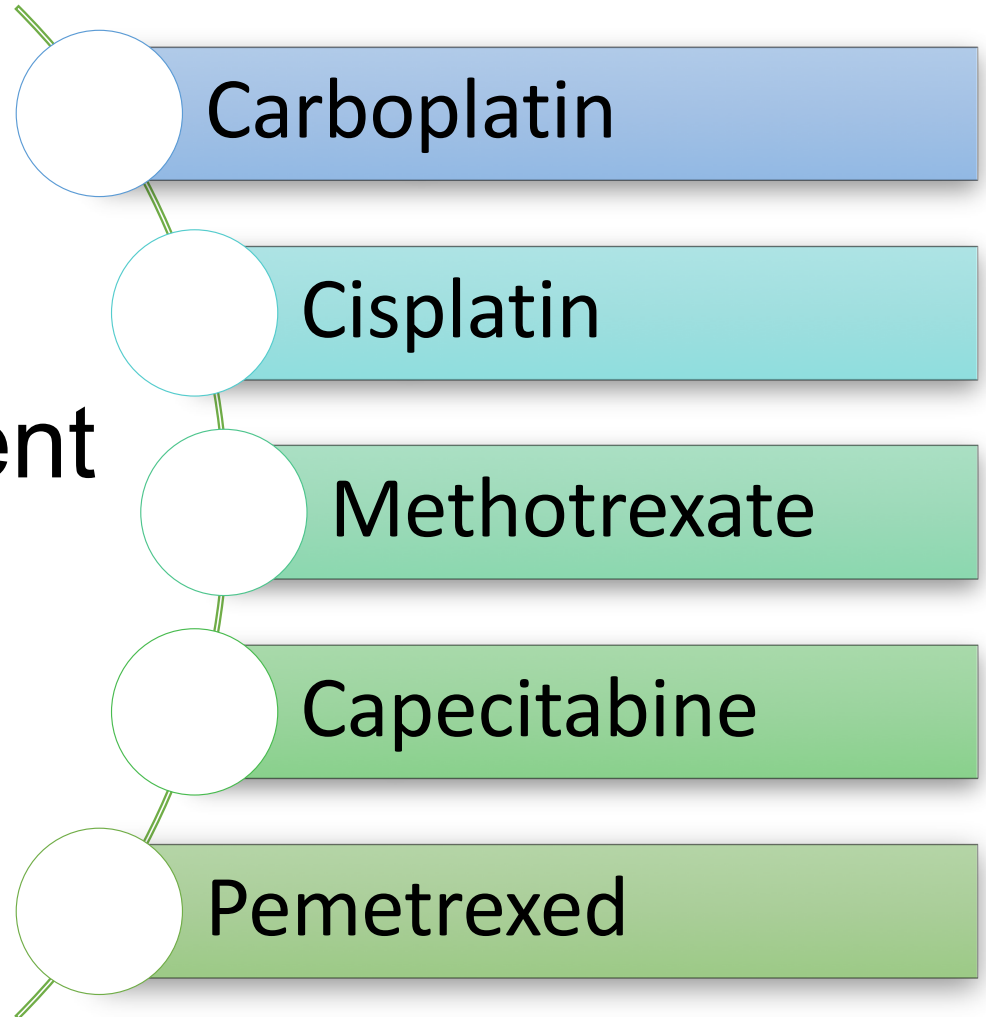 Carboplatin
Cisplatin
ent
Methotrexate
Capecitabine
Pemetrexed